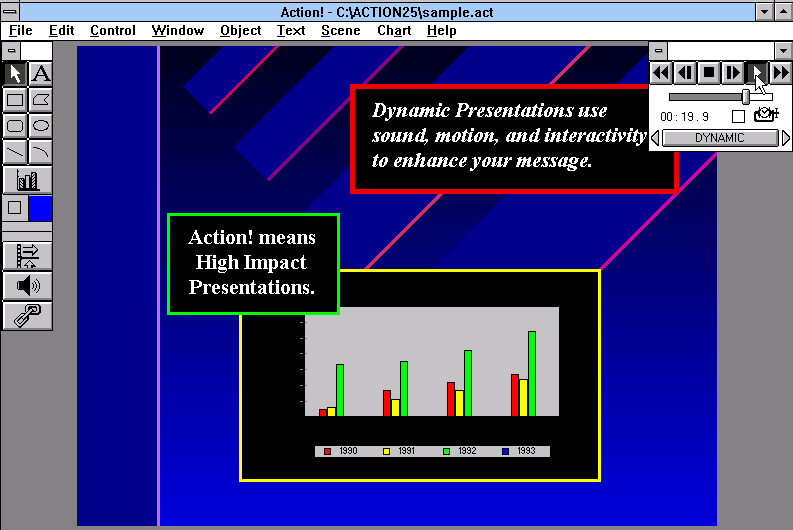 Action! - C:\ACTION25\sample.act
File Edit Control Window Object Text Scene Chart Help
A
00:19.9
DYNAMIC
Dynamic Presentations use
sound, motion, and interactivity
to enhance your message.
Action! means
High Impact
Presentations.
1990 1991 1992 1993